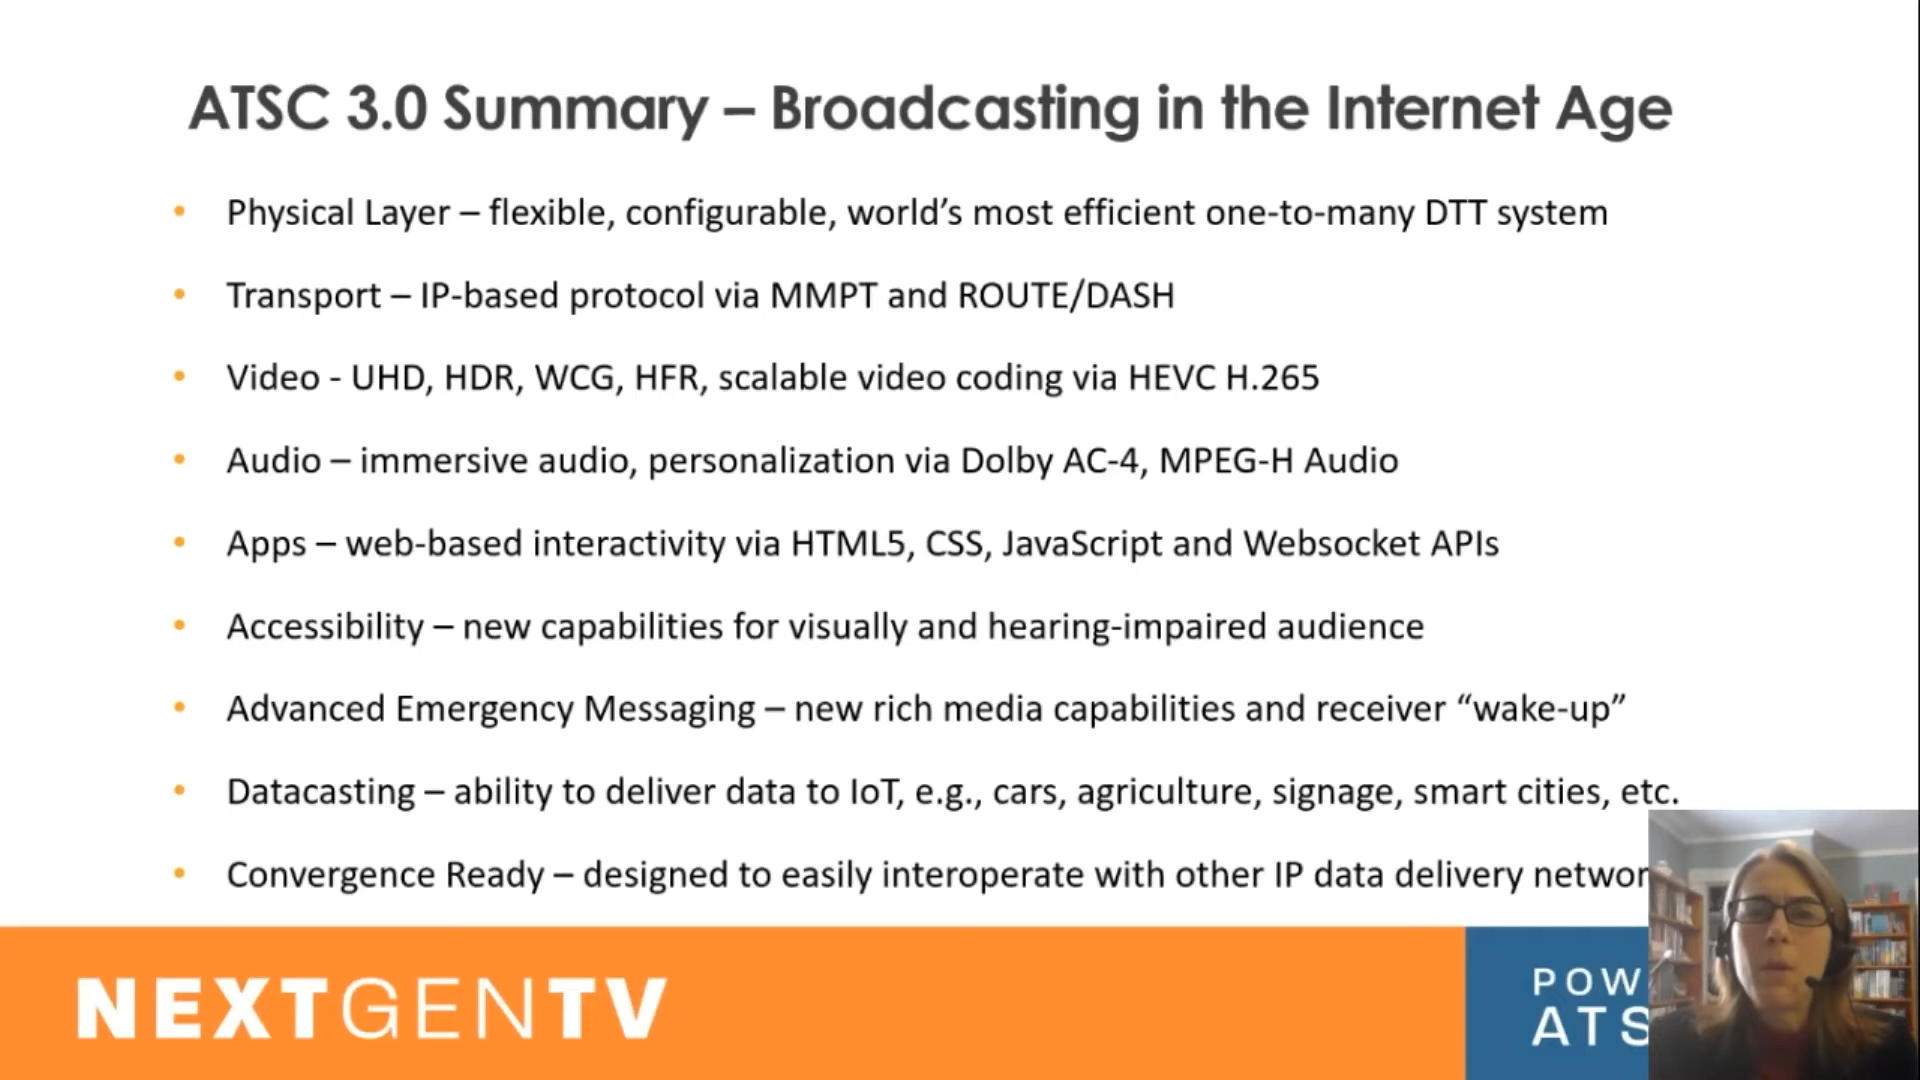 ATSC 3.0 Summary – Broadcasting in the Internet Age
• Physical Layer – flexible, configurable, world’s most efficient one-to-many DTT system
• Transport – IP-based protocol via MMPT and ROUTE/DASH
• Video - UHD, HDR, WCG, HFR, scalable video coding via HEVC H.265
• Audio – immersive audio, personalization via Dolby AC-4, MPEG-H Audio
• Apps – web-based interactivity via HTML5, CSS, JavaScript and Websocket APIs
• Accessibility – new capabilities for visually and hearing-impaired audience
• Advanced Emergency Messaging – new rich media capabilities and receiver “wake-up”
• Datacasting – ability to deliver data to IoT, e.g., cars, agriculture, signage, smart cities, etc.
• Convergence Ready – designed to easily interoperate with other IP data delivery networ
NEXTGENTV
POW
ATS